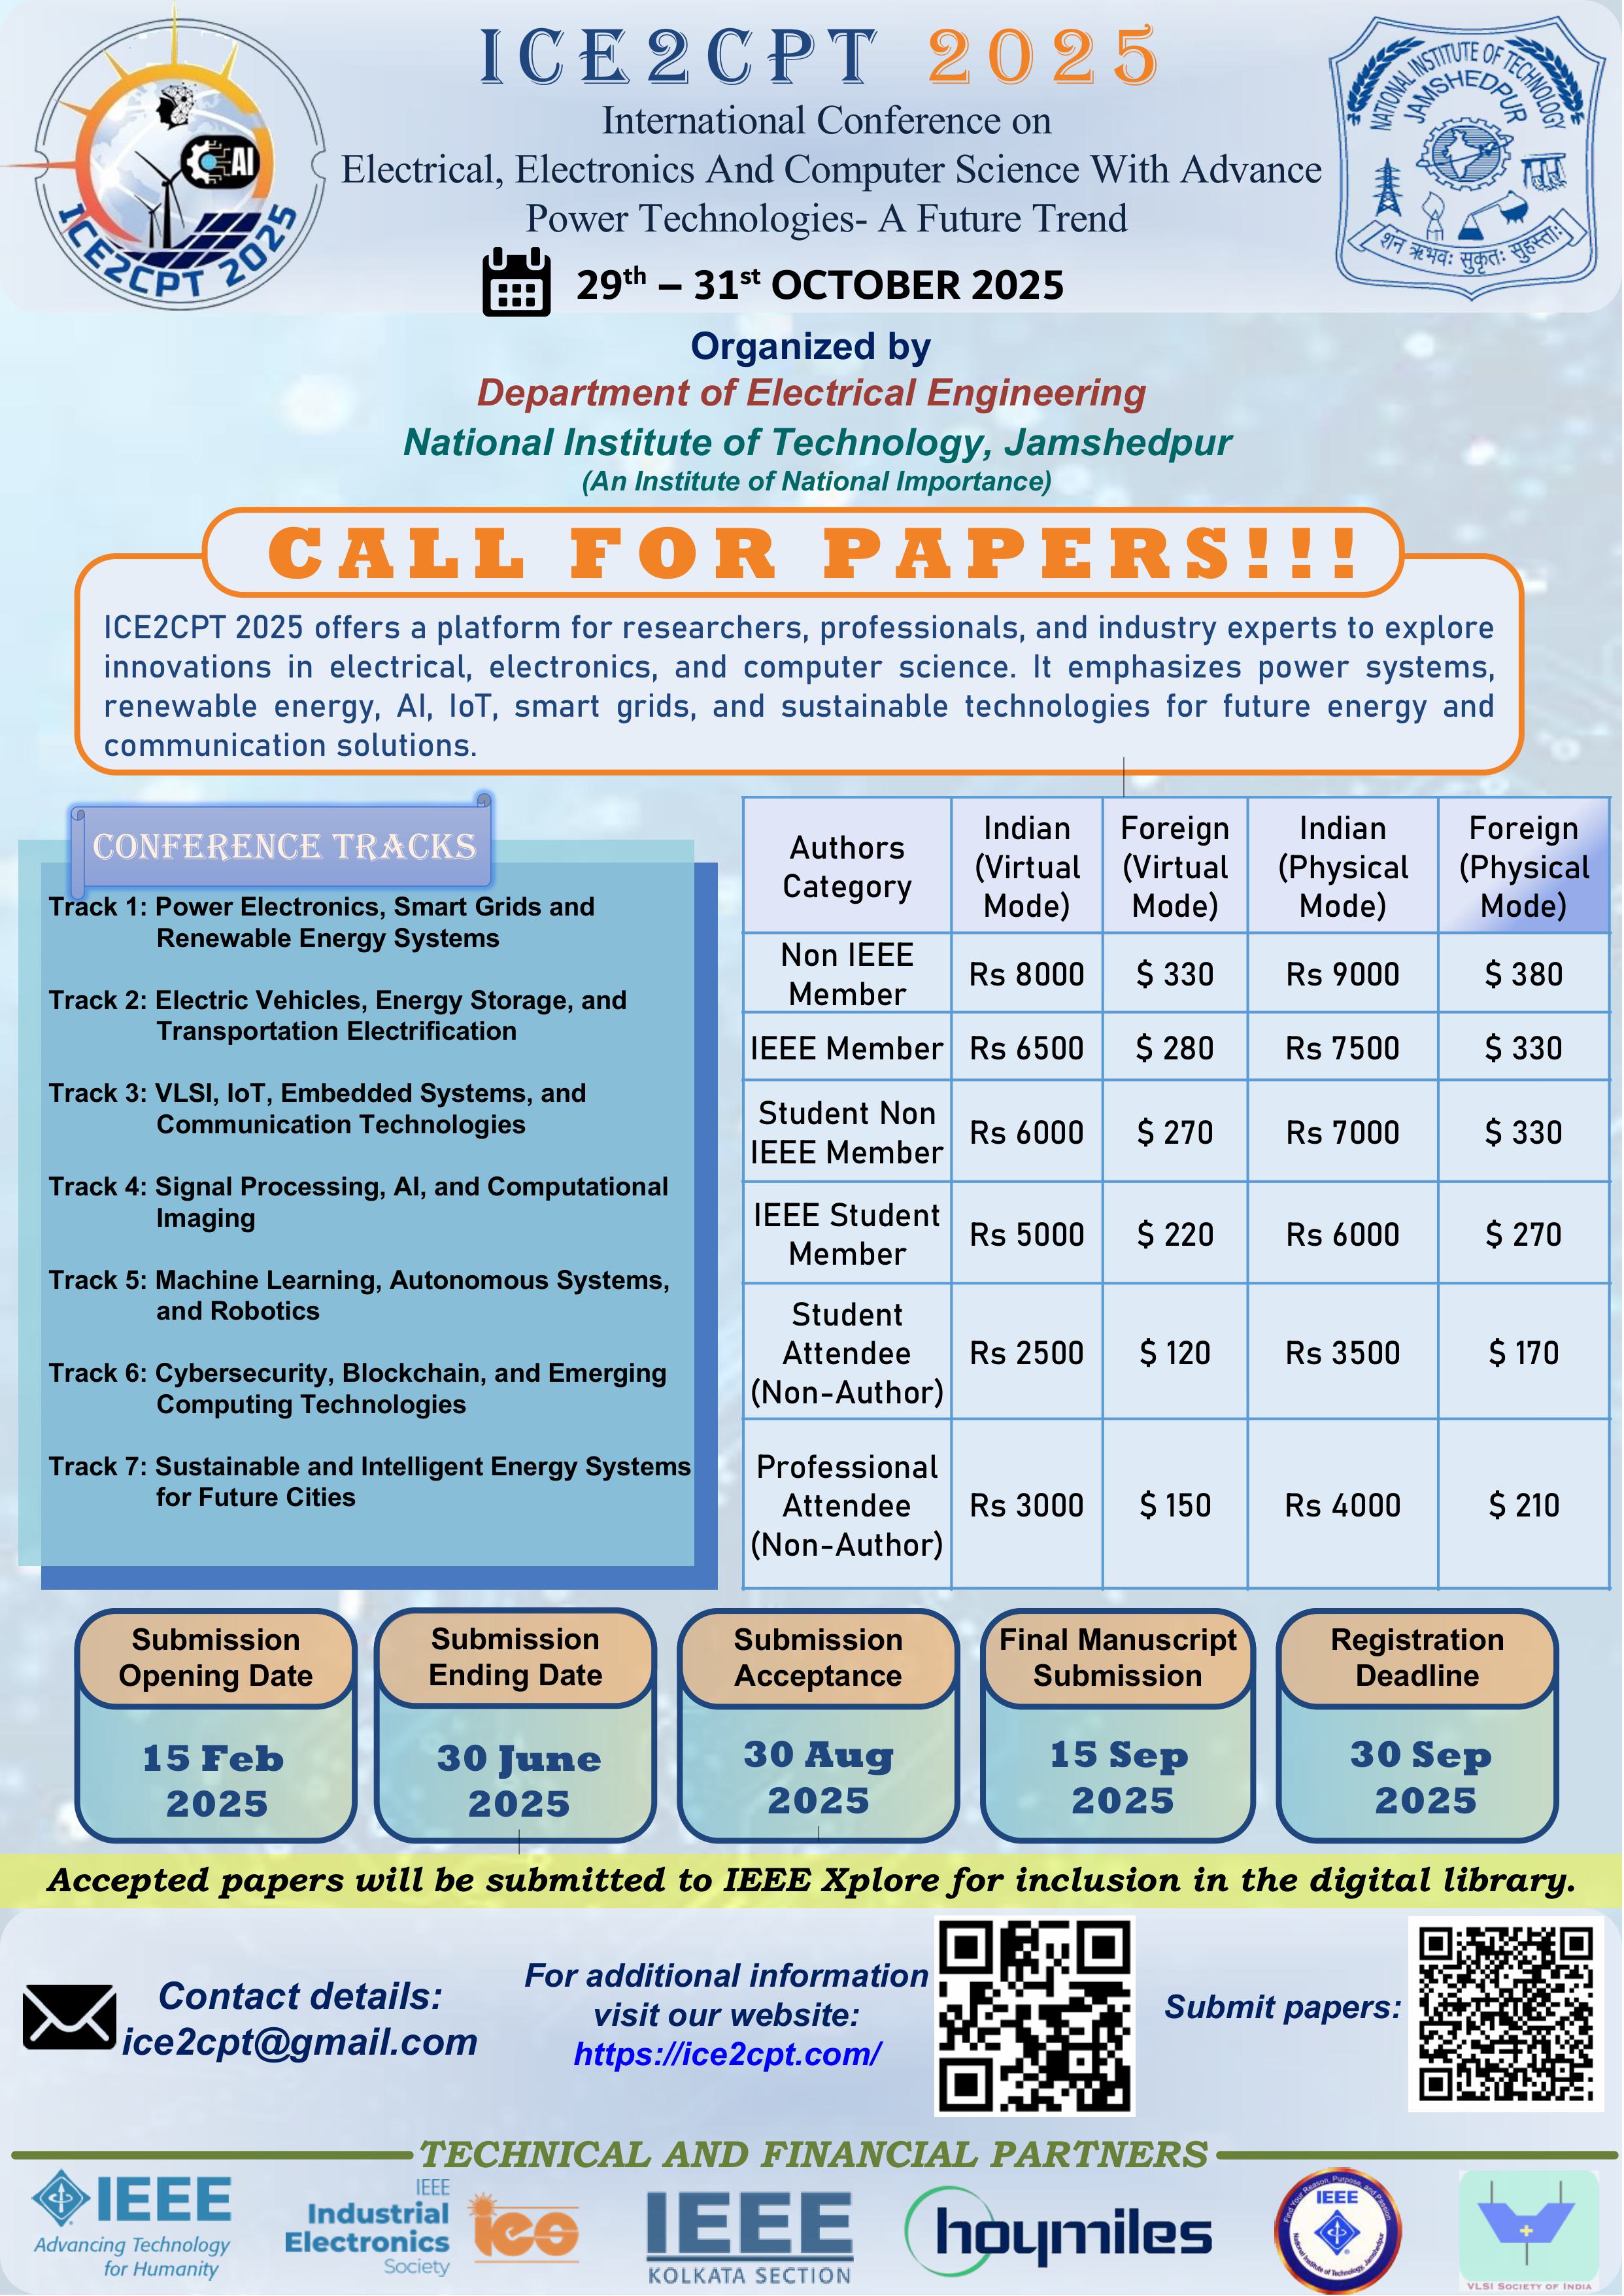 ICE2CPT 2025
International Conference on
Electrical, Electronics And Computer Science With Advance
Power Technologies- A Future Trend
29th – 31st OCTOBER 2025
AI
ICE2CPT 2025
NATIONAL INSTITUTE OF TECHNOLOGY
JAMSHEDPUR
शन ऋभवः सुकृतः सुहस्ताः
Organized by
Department of Electrical Engineering
National Institute of Technology, Jamshedpur
(An Institute of National Importance)
CALL FOR PAPERS!!!
ICE2CPT 2025 offers a platform for researchers, professionals, and industry experts to explore
innovations in electrical, electronics, and computer science. It emphasizes power systems,
renewable energy, AI, IoT, smart grids, and sustainable technologies for future energy and
communication solutions.
CONFERENCE TRACKS
Track 1: Power Electronics, Smart Grids and
Renewable Energy Systems
Track 2: Electric Vehicles, Energy Storage, and
Transportation Electrification
Track 3: VLSI, IoT, Embedded Systems, and
Communication Technologies
Track 4: Signal Processing, AI, and Computational
Imaging
Track 5: Machine Learning, Autonomous Systems,
and Robotics
Track 6: Cybersecurity, Blockchain, and Emerging
Computing Technologies
Track 7: Sustainable and Intelligent Energy Systems
for Future Cities
Authors
Category
Indian
(Virtual
Mode)
Foreign
(Virtual
Mode)
Indian
(Physical
Mode)
Foreign
(Physical
Mode)
Non IEEE
Member
Rs 8000 $ 330 Rs 9000 $ 380
IEEE Member Rs 6500 $ 280 Rs 7500 $ 330
Student Non
IEEE Member
Rs 6000 $ 270 Rs 7000 $ 330
IEEE Student
Member
Rs 5000 $ 220 Rs 6000 $ 270
Student
Attendee
(Non-Author)
Rs 2500 $ 120 Rs 3500 $ 170
Professional
Attendee
(Non-Author)
Rs 3000 $ 150 Rs 4000 $ 210
Submission
Opening Date
15 Feb
2025
Submission
Ending Date
30 June
2025
Submission
Acceptance
30 Aug
2025
Final Manuscript
Submission
15 Sep
2025
Registration
Deadline
30 Sep
2025
Accepted papers will be submitted to IEEE Xplore for inclusion in the digital library.
Contact details:
ice2cpt@gmail.com
For additional information
visit our website:
https://ice2cpt.com/
Submit papers:
TECHNICAL AND FINANCIAL PARTNERS
IEEE
Advancing Technology
for Humanity
IEEE
Industrial
Electronics
Society
ies
IEEE
KOLKATA SECTION
hoymiles
Find Your Reason, Purpose, and Passion
IEEE
National Institute of Technology, Jamshedpur
VLSI SOCIETY OF INDIA